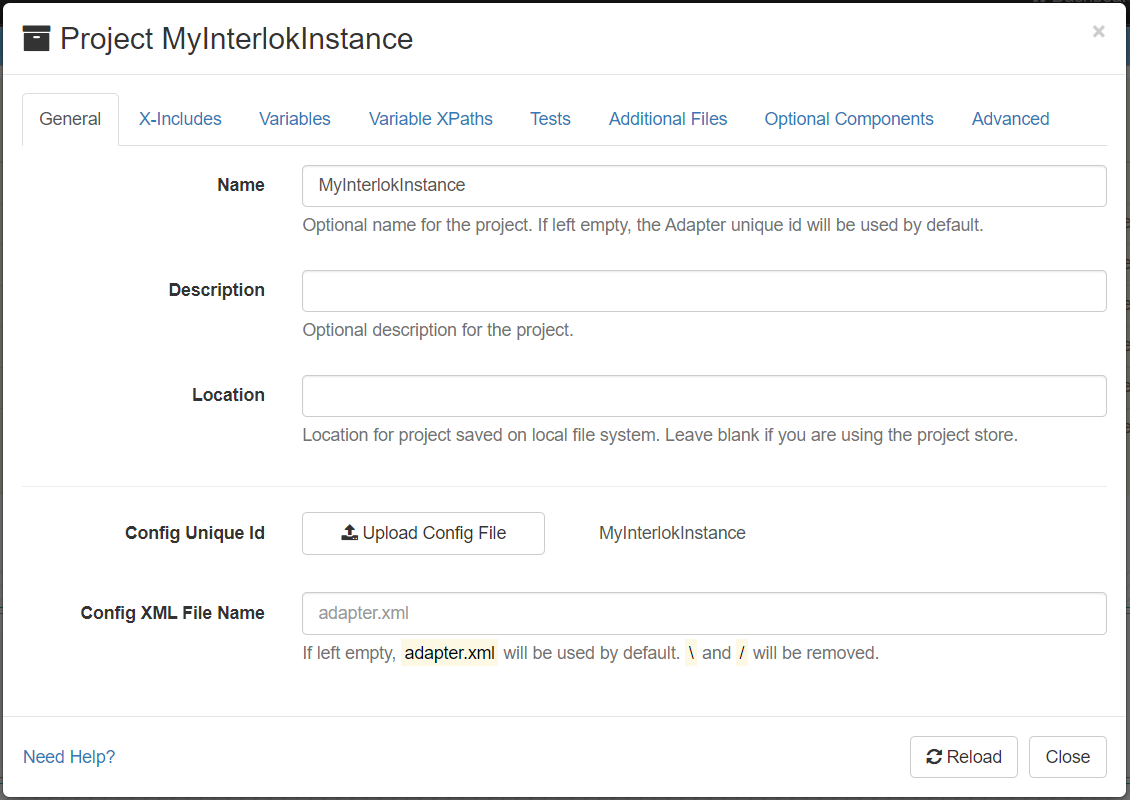 Project MyInterlokInstance
×
General X-Includes Variables Variable XPaths Tests Additional Files Optional Components Advanced
Name MyInterlokInstance
Optional name for the project. If left empty, the Adapter unique id will be used by default.
Description
Optional description for the project.
Location
Location for project saved on local file system. Leave blank if you are using the project store.
Config Unique Id Upload Config File MyInterlokInstance
Config XML File Name adapter.xml
If left empty, adapter.xml will be used by default. \ and / will be removed.
Need Help? Reload Close